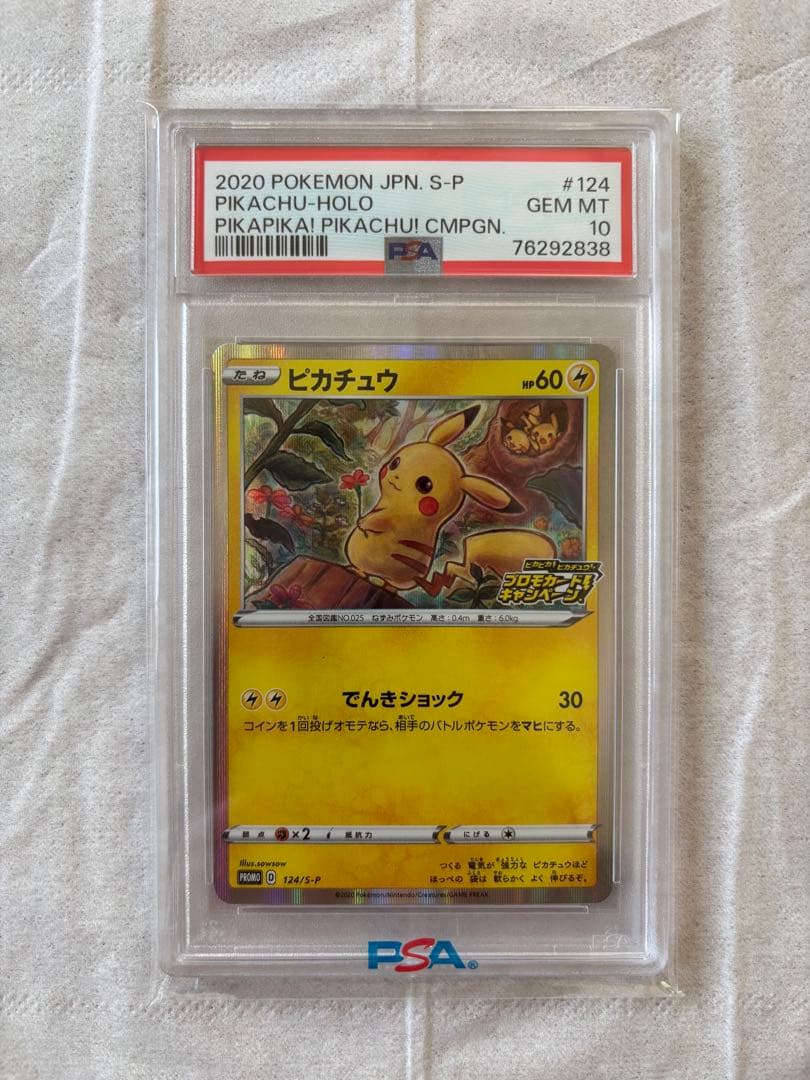 2020 POKEMON JPN. S-P #124
PIKACHU-HOLO GEM MT
PIKAPIKA! PIKACHU! CMPGN. 10
PSA 76292838
たね ピカチュウ HP60
ピカピカ! ピカチュウ!
プロモカード
キャンペーン!
全国図鑑NO.025 ねずみポケモン 高さ:0.4m 重さ:6.0kg
でんきショック 30
コインを1回投げオモテなら、相手のバトルポケモンをマヒにする。
弱点 ×2 抵抗力 にげる
Illus.sowsow
つくる 電気が 強力な ピカチュウほど
ほっぺの 袋は 軟らかく よく 伸びるぞ。
PROMO D 124/S-P
©2020 Pokémon/Nintendo/Creatures/GAME FREAK
PSA®
PSA